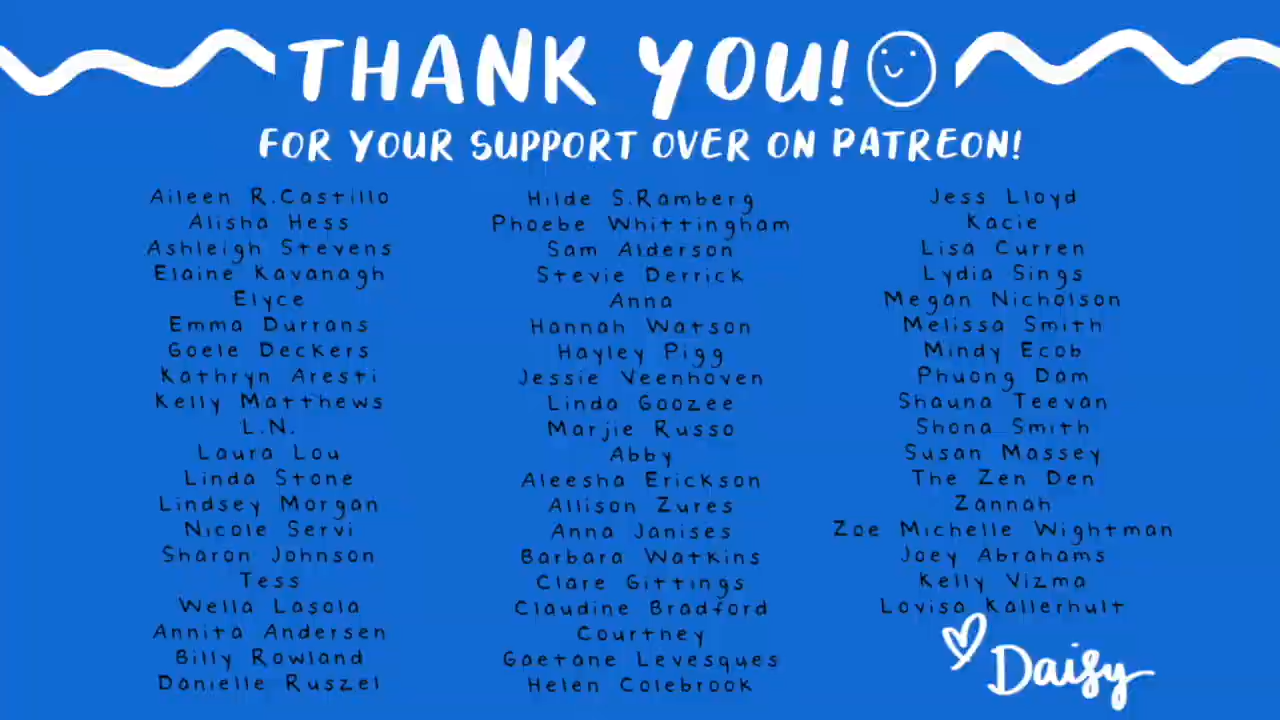 THANK YOU!
FOR YOUR SUPPORT OVER ON PATREON!
Aileen R.Castillo
Alisha Hess
Ashleigh Stevens
Elaine Kavanagh
Elyce
Emma Durrans
Goele Deckers
Kathryn Aresti
Kelly Matthews
L.N.
Laura Lou
Linda Stone
Lindsey Morgan
Nicole Servi
Sharon Johnson
Tess
Wella Lasola
Annita Andersen
Billy Rowland
Danielle Ruszel
Hilde S.Ramberg
Phoebe Whittingham
Sam Alderson
Stevie Derrick
Anna
Hannah Watson
Hayley Pigg
Jessie Veenhoven
Linda Goozee
Marjie Russo
Abby
Aleesha Erickson
Allison Zures
Anna Janises
Barbara Watkins
Clare Gittings
Claudine Bradford
Courtney
Gaetane Levesques
Helen Colebrook
Jess Lloyd
Kacie
Lisa Curren
Lydia Sings
Megan Nicholson
Melissa Smith
Mindy Ecob
Phuong Dam
Shauna Teevan
Shona Smith
Susan Massey
The Zen Den
Zannah
Zoe Michelle Wightman
Joey Abrahams
Kelly Vizma
Lovisa Kallerhult
Daisy